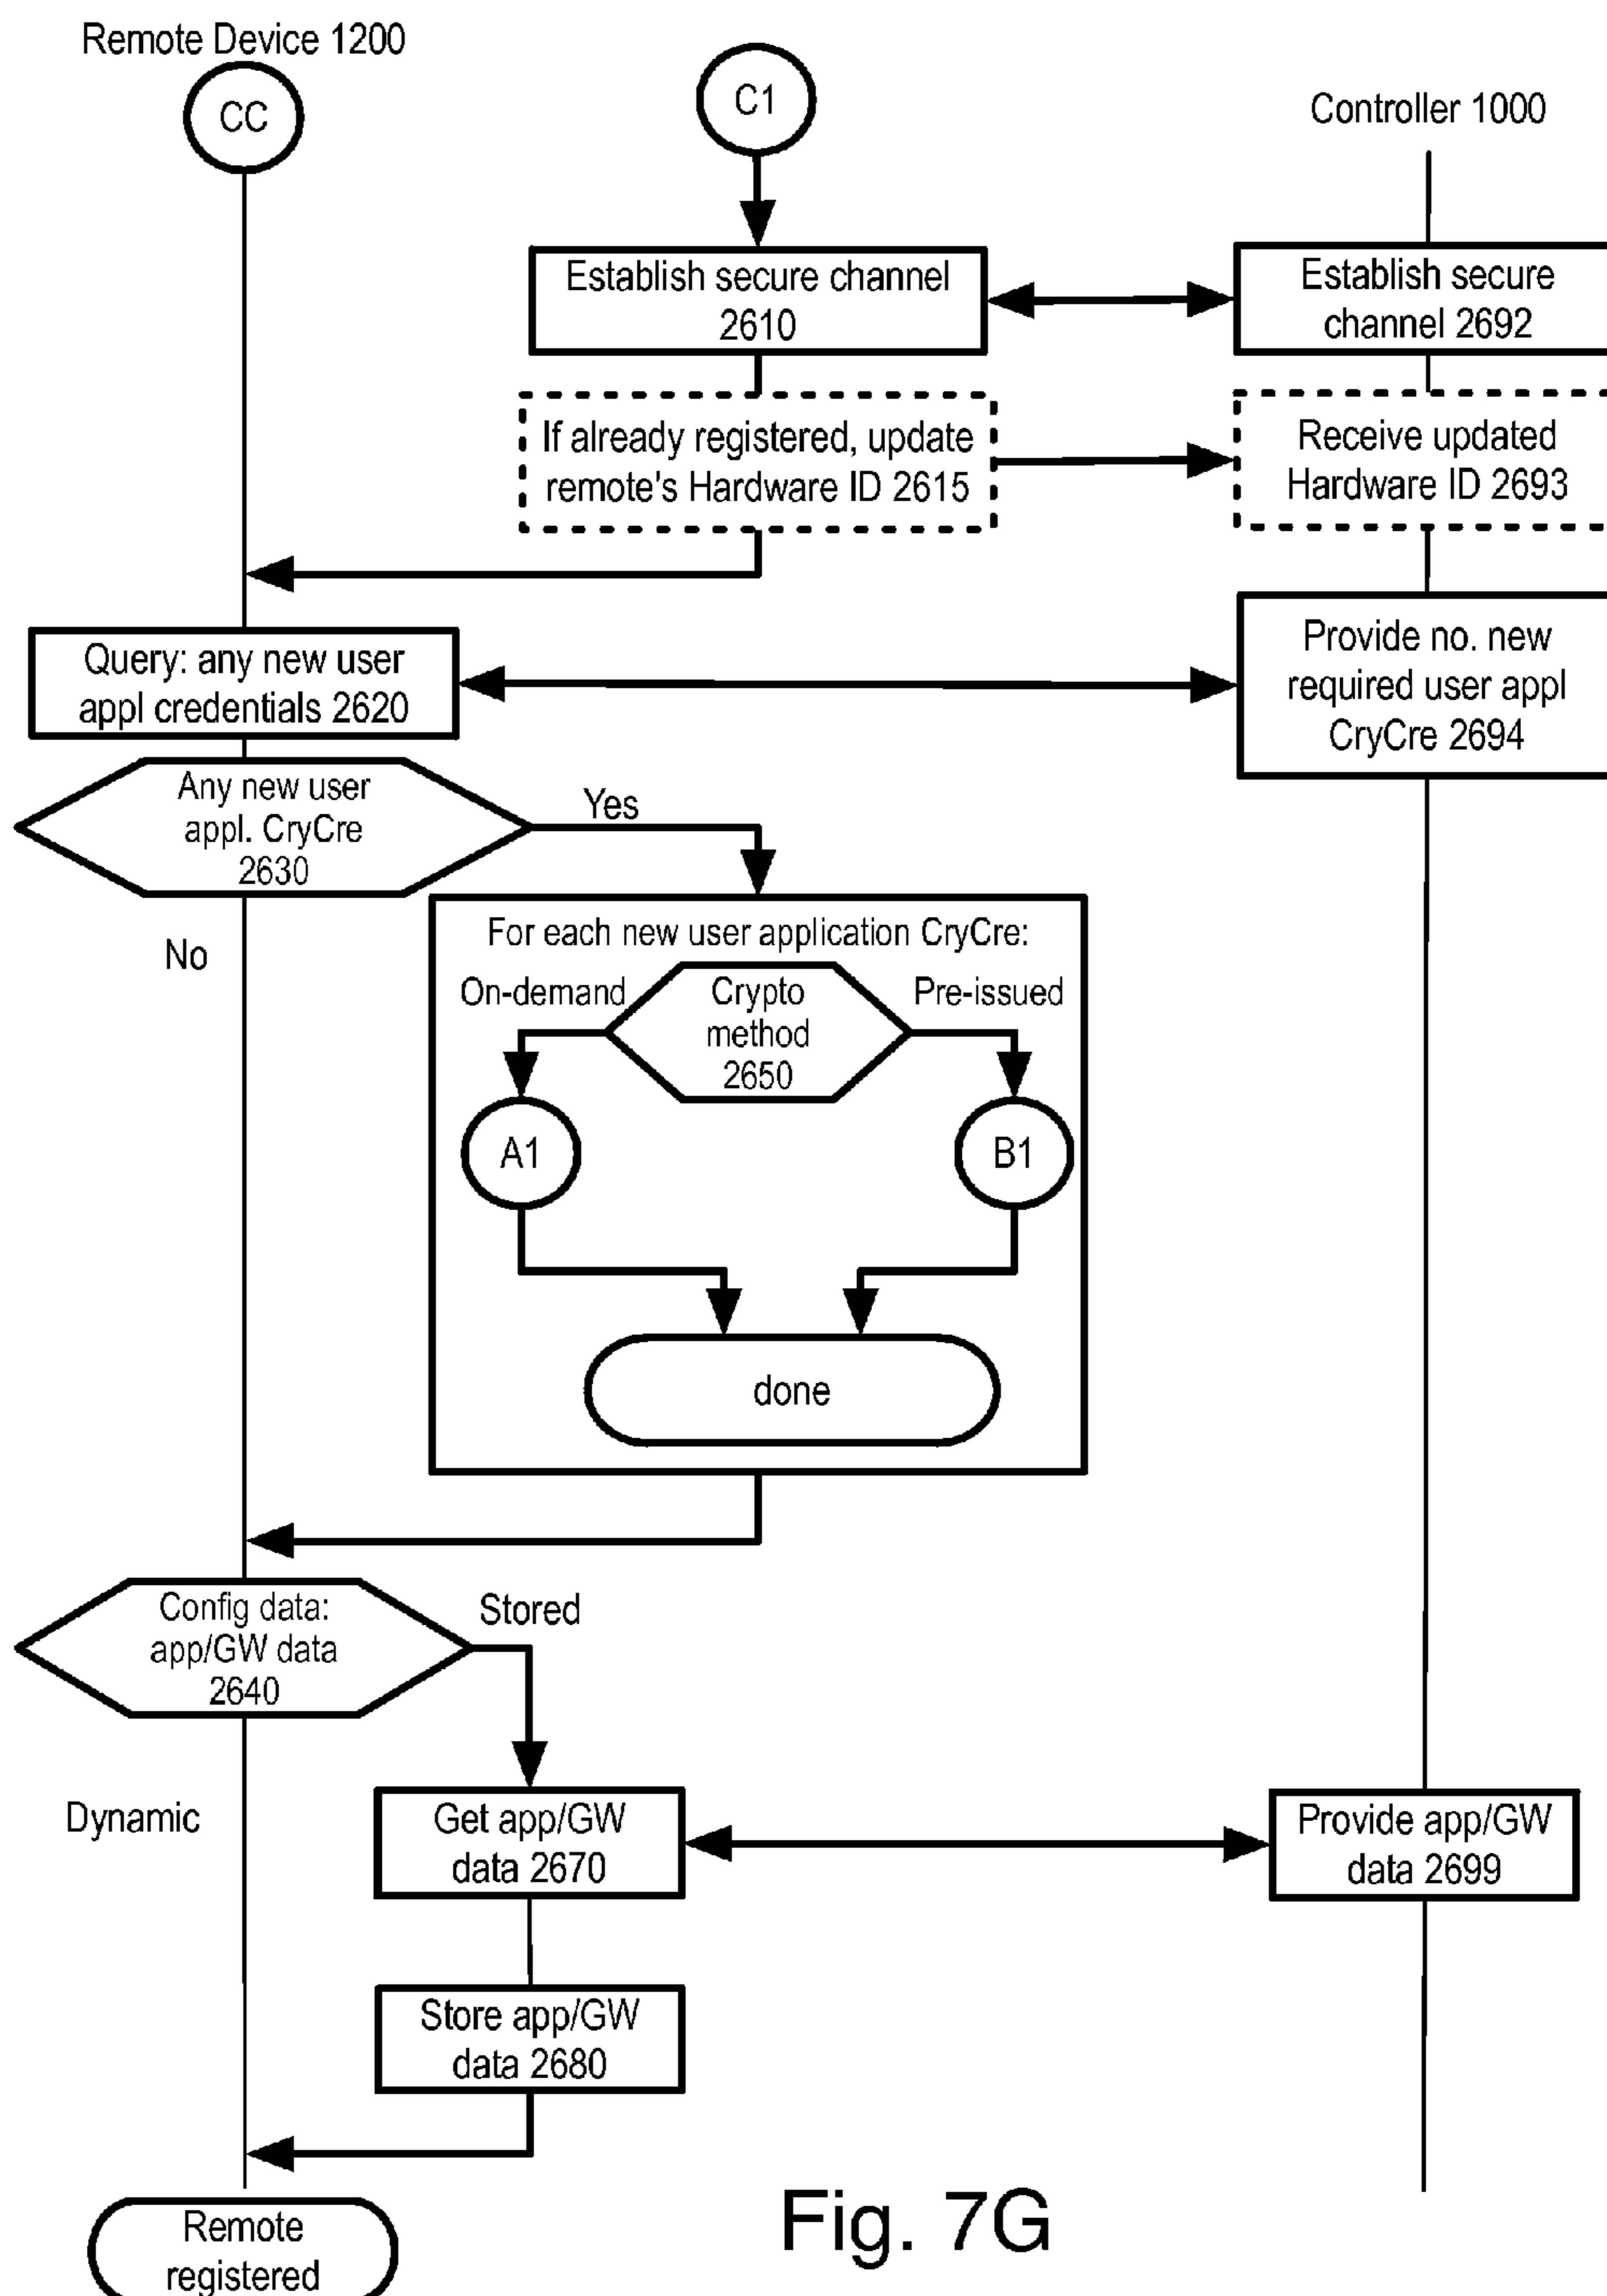 Remote Device 1200
CC
C1
Controller 1000
Establish secure channel
2610
Establish secure
channel 2692
If already registered, update
remote's Hardware ID 2615
Receive updated
Hardware ID 2693
Query: any new user
appl credentials 2620
Provide no. new
required user appl
CryCre 2694
Any new user
appl. CryCre
2630
Yes
No
For each new user application CryCre:
On-demand
Crypto
method
2650
Pre-issued
A1
B1
done
Config data:
app/GW data
2640
Stored
Dynamic
Get app/GW
data 2670
Provide app/GW
data 2699
Store app/GW
data 2680
Remote
registered
Fig. 7G